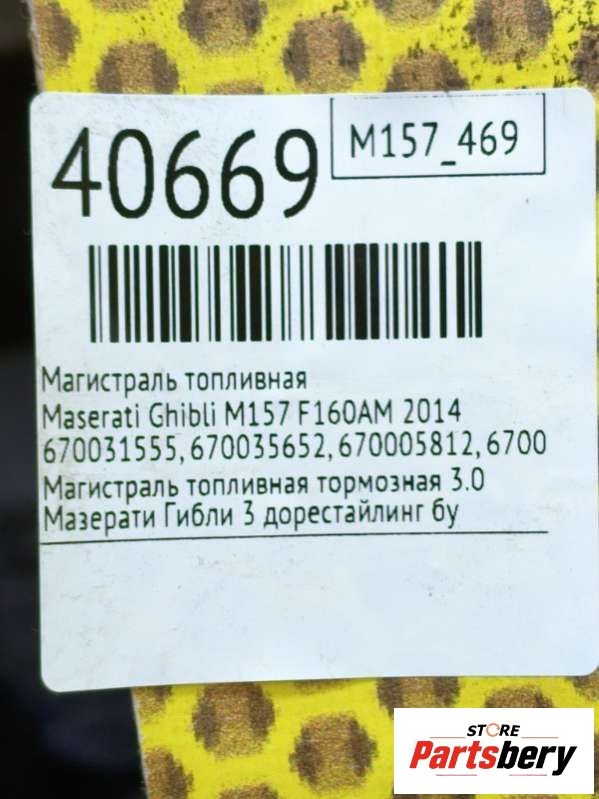 40669
M157_469
Магистраль топливная
Maserati Ghibli M157 F160AM 2014
670031555, 670035652, 670005812, 6700
Магистраль топливная тормозная 3.0
Мазерати Гибли 3 дорестайлинг бу
STORE
Partsbery